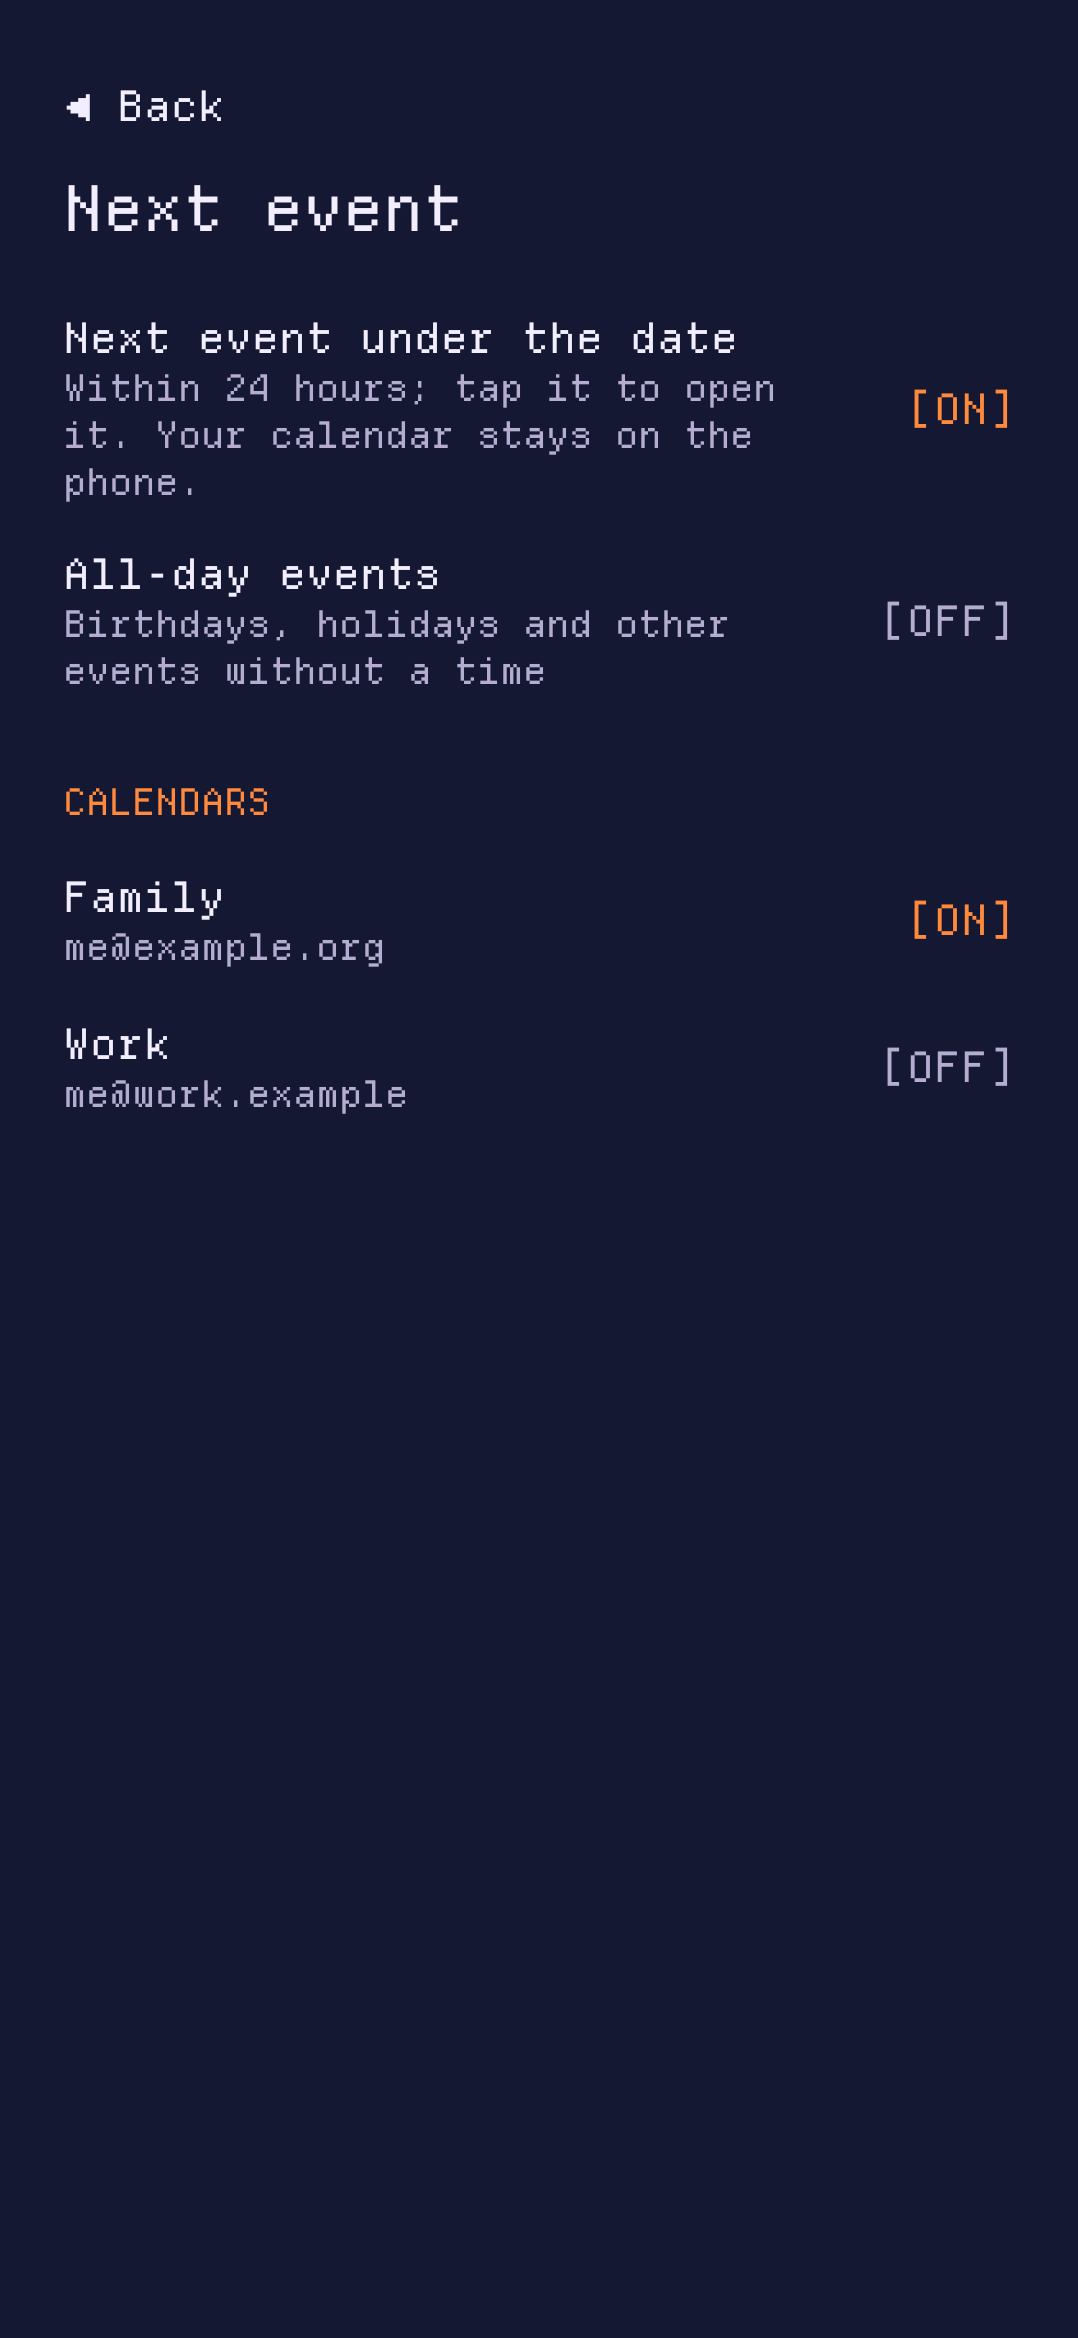 ◀ Back
Next event
Next event under the date
Within 24 hours; tap it to open
it. Your calendar stays on the
phone.
[ON]
All-day events
Birthdays, holidays and other
events without a time
[OFF]
CALENDARS
Family
me@example.org
[ON]
Work
me@work.example
[OFF]